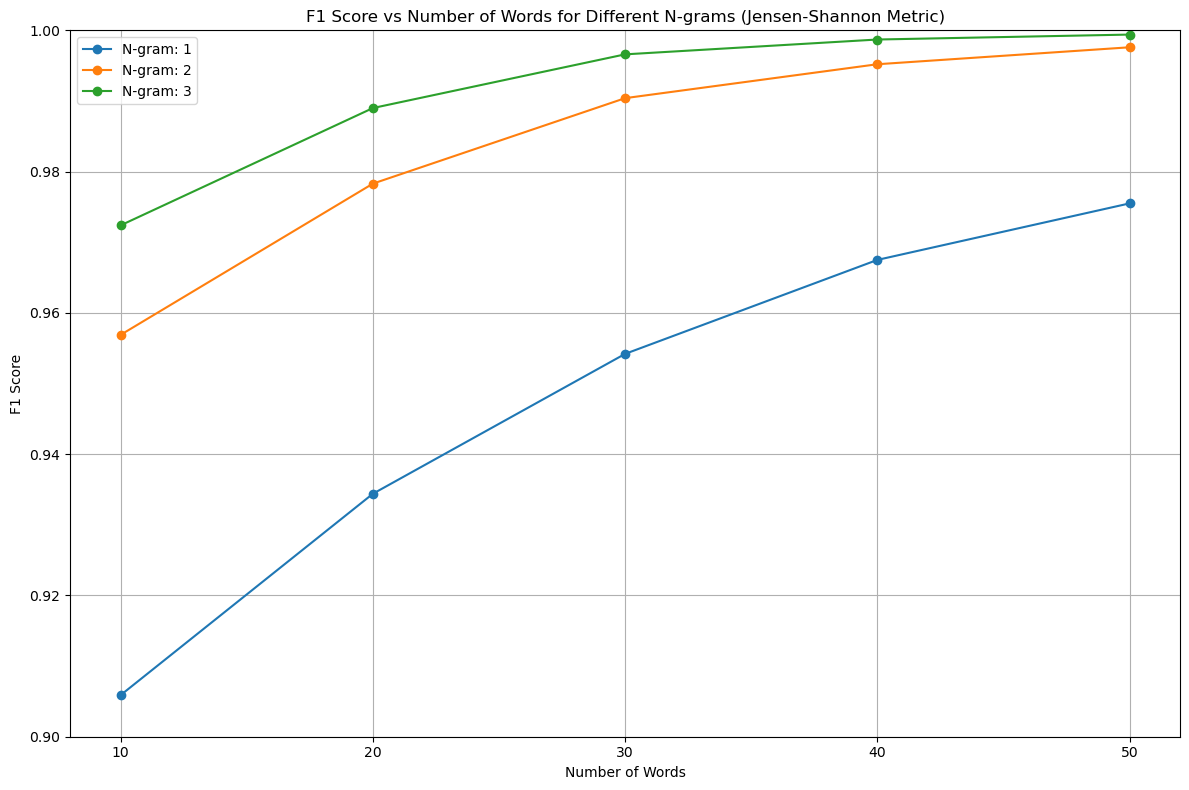 F1 Score vs Number of Words for Different N-grams (Jensen-Shannon Metric)
N-gram: 1
N-gram: 2
N-gram: 3
1.00
0.98
0.96
0.94
0.92
0.90
F1 Score
10 20 30 40 50
Number of Words